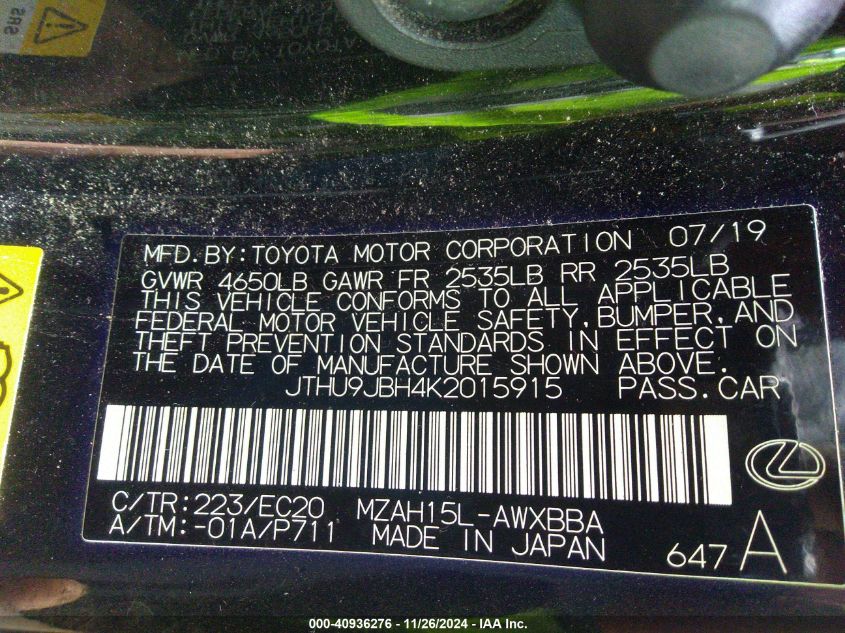 SRS
MFD.BY:TOYOTA MOTOR CORPORATION 07/19
GVWR 4650LB GAWR FR 2535LB RR 2535LB
THIS VEHICLE CONFORMS TO ALL APPLICABLE
FEDERAL MOTOR VEHICLE SAFETY,BUMPER,AND
THEFT PREVENTION STANDARDS IN EFFECT ON
THE DATE OF MANUFACTURE SHOWN ABOVE.
JTHU9JBH4K2015915 PASS.CAR
C/TR:223/EC20 MZAH15L-AWXBBA
A/TM:-01A/P711 MADE IN JAPAN 647 A
000-40936276 - 11/26/2024 - IAA Inc.